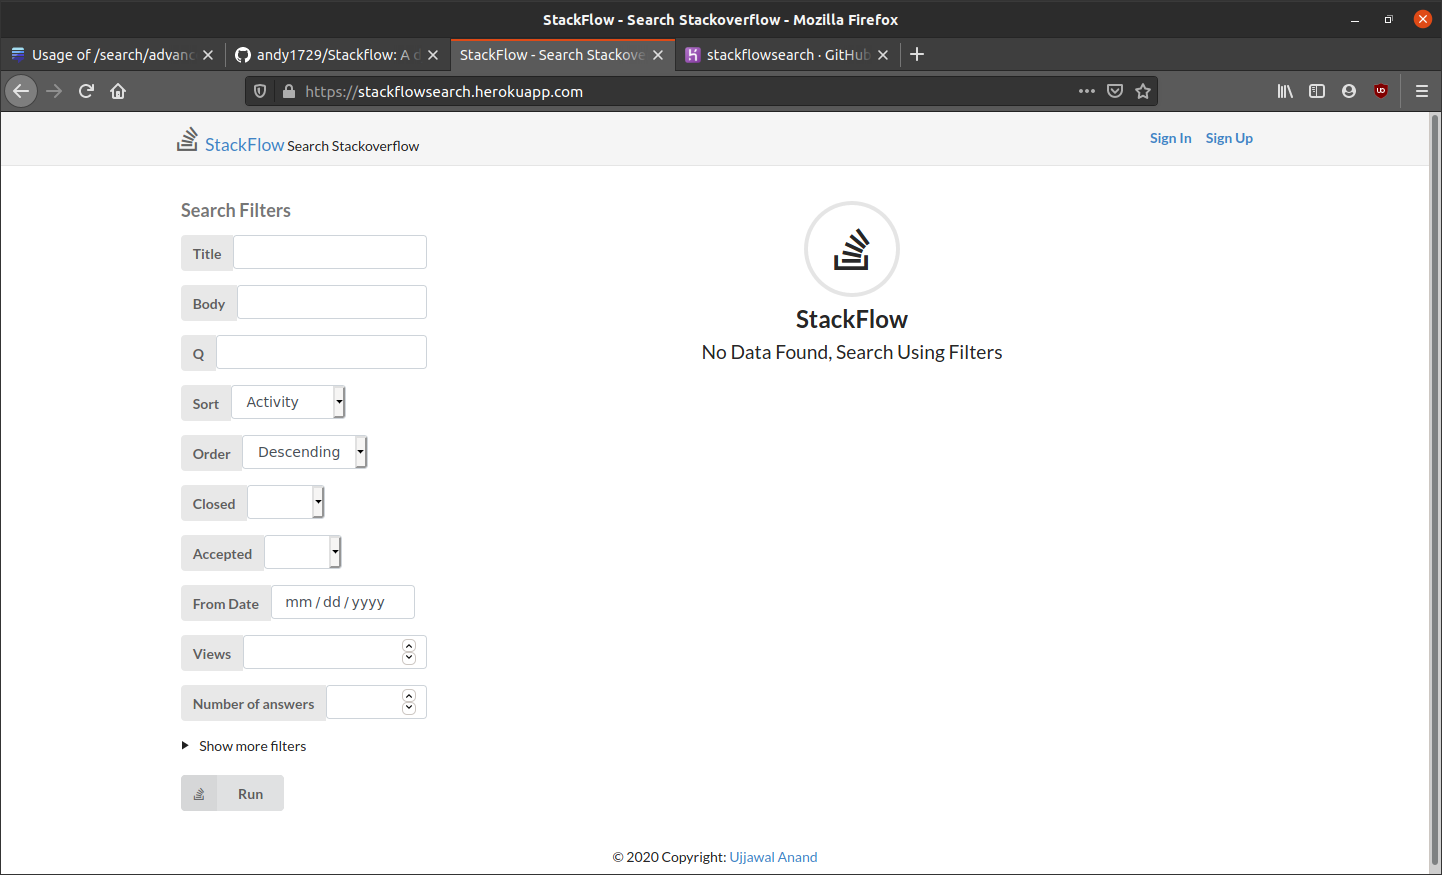 StackFlow - Search Stackoverflow - Mozilla Firefox
Usage of /search/advanc
andy1729/Stackflow: A d
StackFlow - Search Stackove
stackflowsearch · GitHub
https://stackflowsearch.herokuapp.com
StackFlow Search Stackoverflow
Sign In Sign Up
Search Filters
Title
Body
Q
Sort Activity
Order Descending
Closed
Accepted
From Date mm / dd / yyyy
Views
Number of answers
Show more filters
Run
StackFlow
No Data Found, Search Using Filters
© 2020 Copyright: Ujjawal Anand